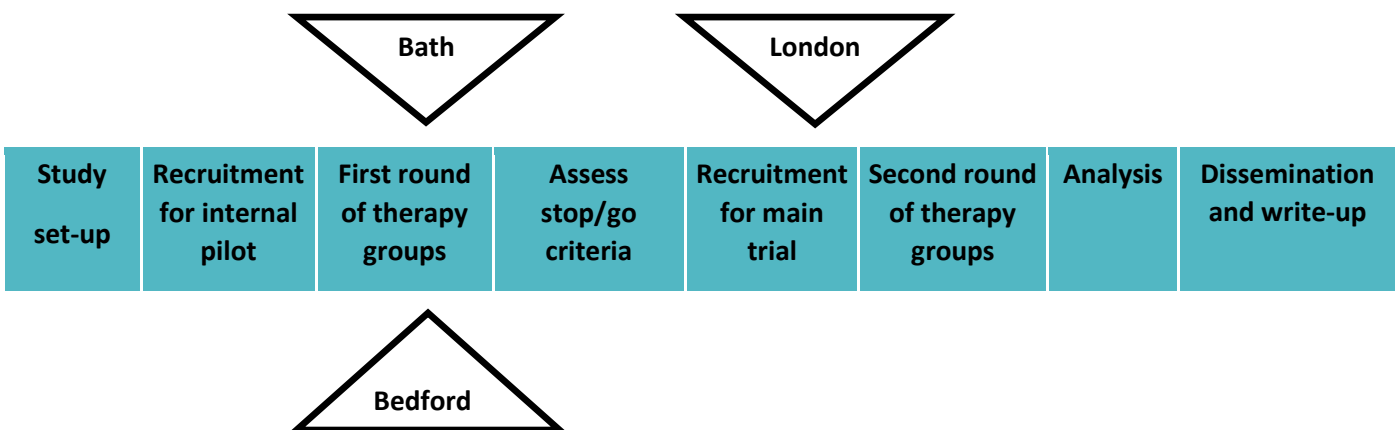 Bath
London
Study
set-up
Recruitment
for internal
pilot
First round
of therapy
groups
Assess
stop/go
criteria
Recruitment
for main
trial
Second round
of therapy
groups
Analysis
Dissemination
and write-up
Bedford